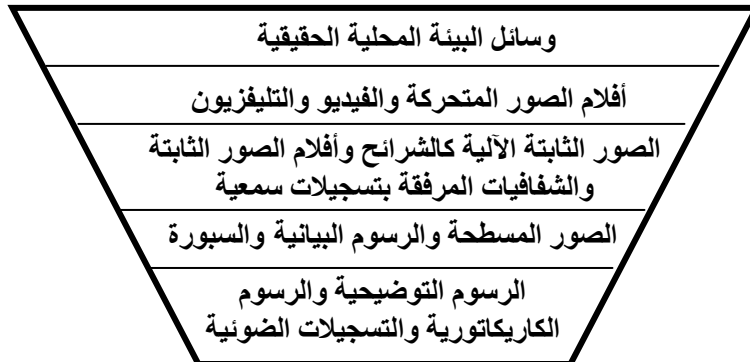 وسائل البيئة المحلية الحقيقية
أفلام الصور المتحركة والفيديو والتليفزيون
الصور الثابتة الآلية كالشرائح وأفلام الصور الثابتة
والشفافيات المرفقة بتسجيلات سمعية
الصور المسطحة والرسوم البيانية والسبورة
الرسوم التوضيحية والرسوم
الكاريكاتورية والتسجيلات الضوئية